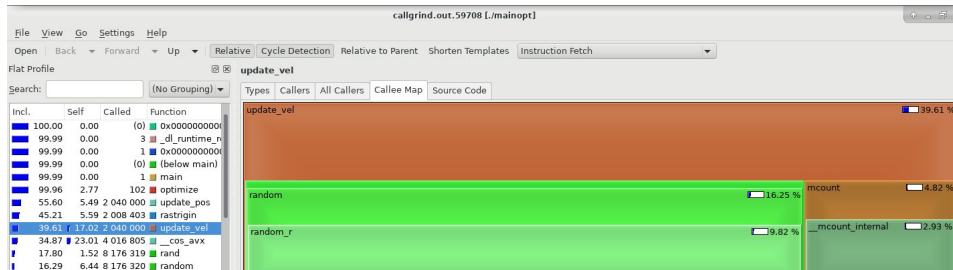 callgrind.out.59708 [./mainopt]
File View Go Settings Help
Open Back Forward Up Relative Cycle Detection Relative to Parent Shorten Templates Instruction Fetch
Flat Profile
update_vel
Search: (No Grouping)
Types Callers All Callers Callee Map Source Code
Incl. Self Called Function
100.00 0.00 (0) 0x0000000000
99.99 0.00 3 _dl_runtime_r
99.99 0.00 1 0x0000000000
99.99 0.00 (0) (below main)
99.99 0.00 1 main
99.96 2.77 102 optimize
55.60 5.49 2 040 000 update_pos
45.21 5.59 2 008 403 rastrigin
39.61 17.02 2 040 000 update_vel
34.87 23.01 4 016 805 __cos_avx
17.80 1.52 8 176 319 rand
16.29 6.44 8 176 320 random
update_vel 39.61 %
random 16.25 %
mcount 4.82 %
random_r 9.82 %
__mcount_internal 2.93 %